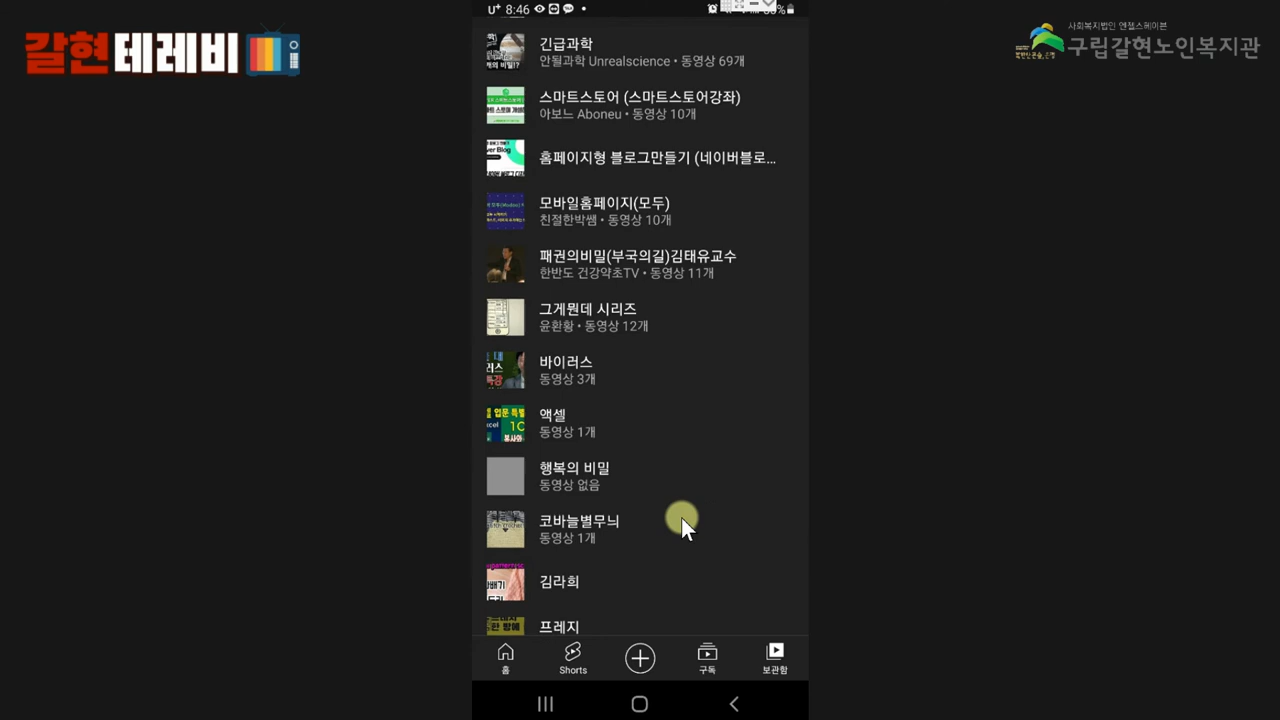 갈현테레비
사회복지법인 엔젤스헤이븐
구립갈현노인복지관
U+ 8:46
긴급과학
안될과학 Unrealscience • 동영상 69개
스마트스토어 (스마트스토어강좌)
아보느 Aboneu • 동영상 10개
홈페이지형 블로그만들기 (네이버블로...
모바일홈페이지(모두)
친절한박쌤 • 동영상 10개
패권의비밀(부국의길)김태유교수
한반도 건강약초TV • 동영상 11개
그게뭔데 시리즈
윤환황 • 동영상 12개
바이러스
동영상 3개
액셀
동영상 1개
행복의 비밀
동영상 없음
코바늘별무늬
동영상 1개
김라희
프레지
홈
Shorts
구독
보관함